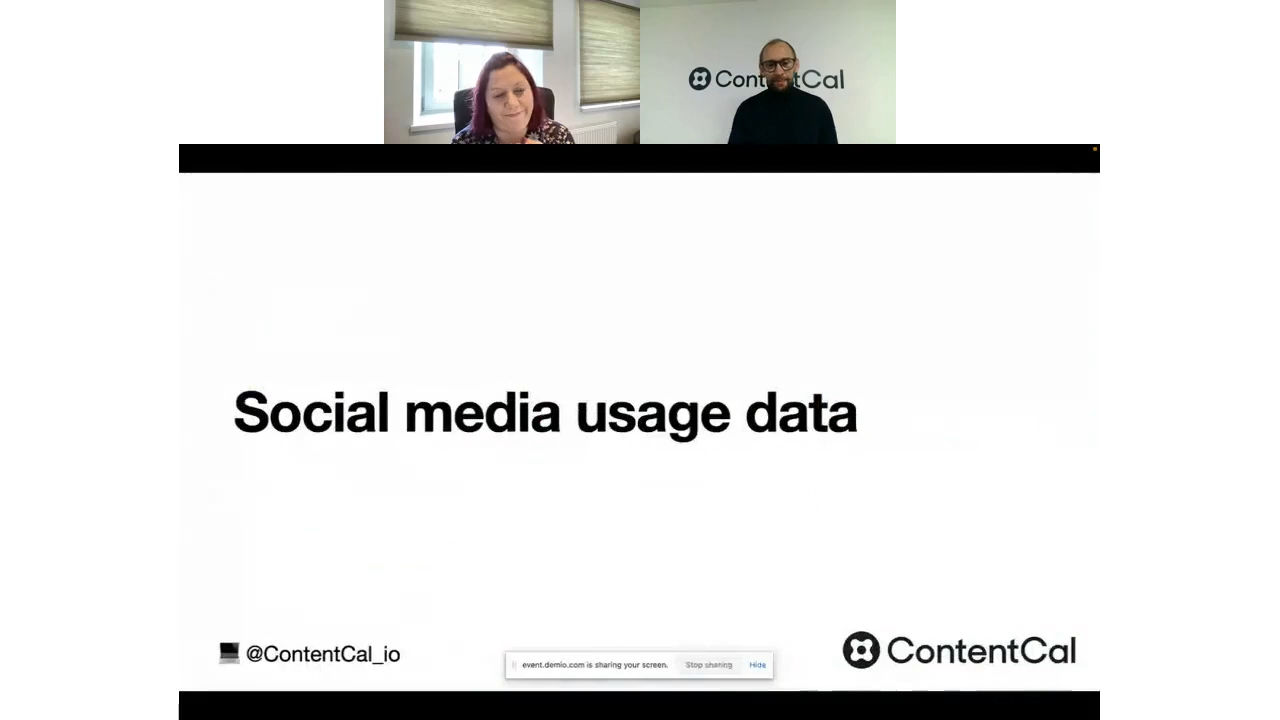 ContentCal
Social media usage data
@ContentCal_io
event.demio.com is sharing your screen. Stop sharing Hide
ContentCal